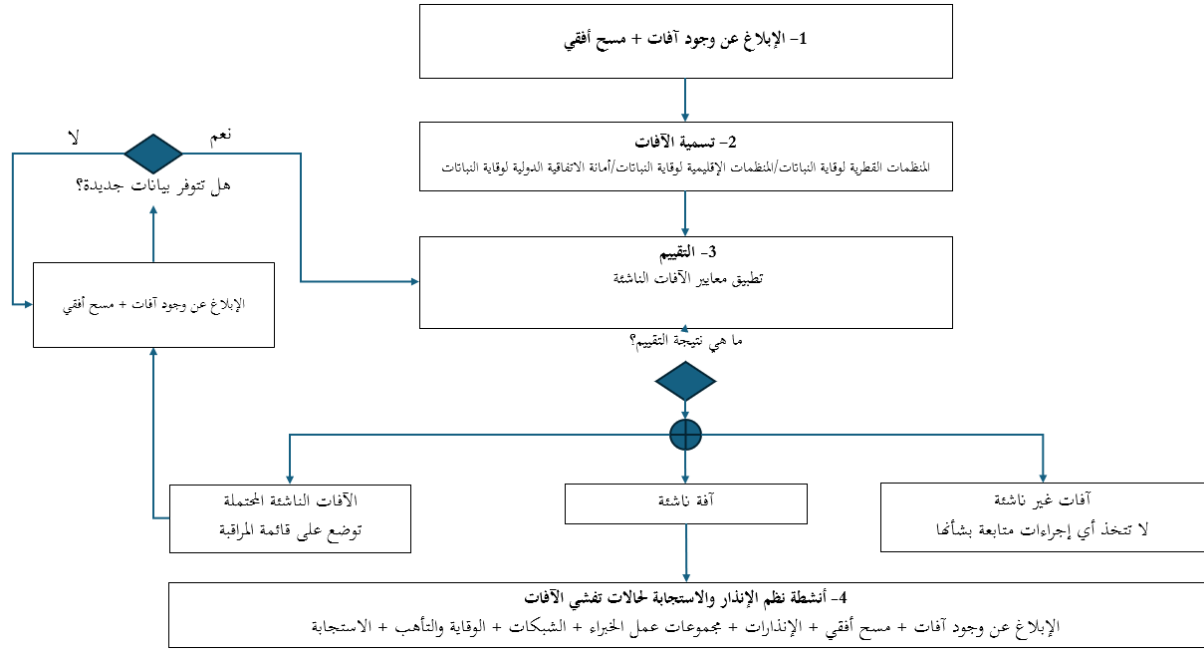 1- الإبلاغ عن وجود آفات + مسح أفقي
2- تسمية الآفات
المنظمات القطرية لوقاية النباتات/المنظمات الإقليمية لوقاية النباتات/أمانة الاتفاقية الدولية لوقاية النباتات
نعم
لا
هل تتوفر بيانات جديدة؟
3- التقييم
تطبيق معايير الآفات الناشئة
الإبلاغ عن وجود آفات + مسح أفقي
ما هي نتيجة التقييم؟
آفات غير ناشئة
لا تتخذ أي إجراءات متابعة بشأنها
آفة ناشئة
الآفات الناشئة المحتملة
توضع على قائمة المراقبة
4- أنشطة نظم الإنذار والاستجابة لحالات تفشي الآفات
الإبلاغ عن وجود آفات + مسح أفقي + الإنذارات + مجموعات عمل الخبراء + الشبكات + الوقاية والتأهب + الاستجابة